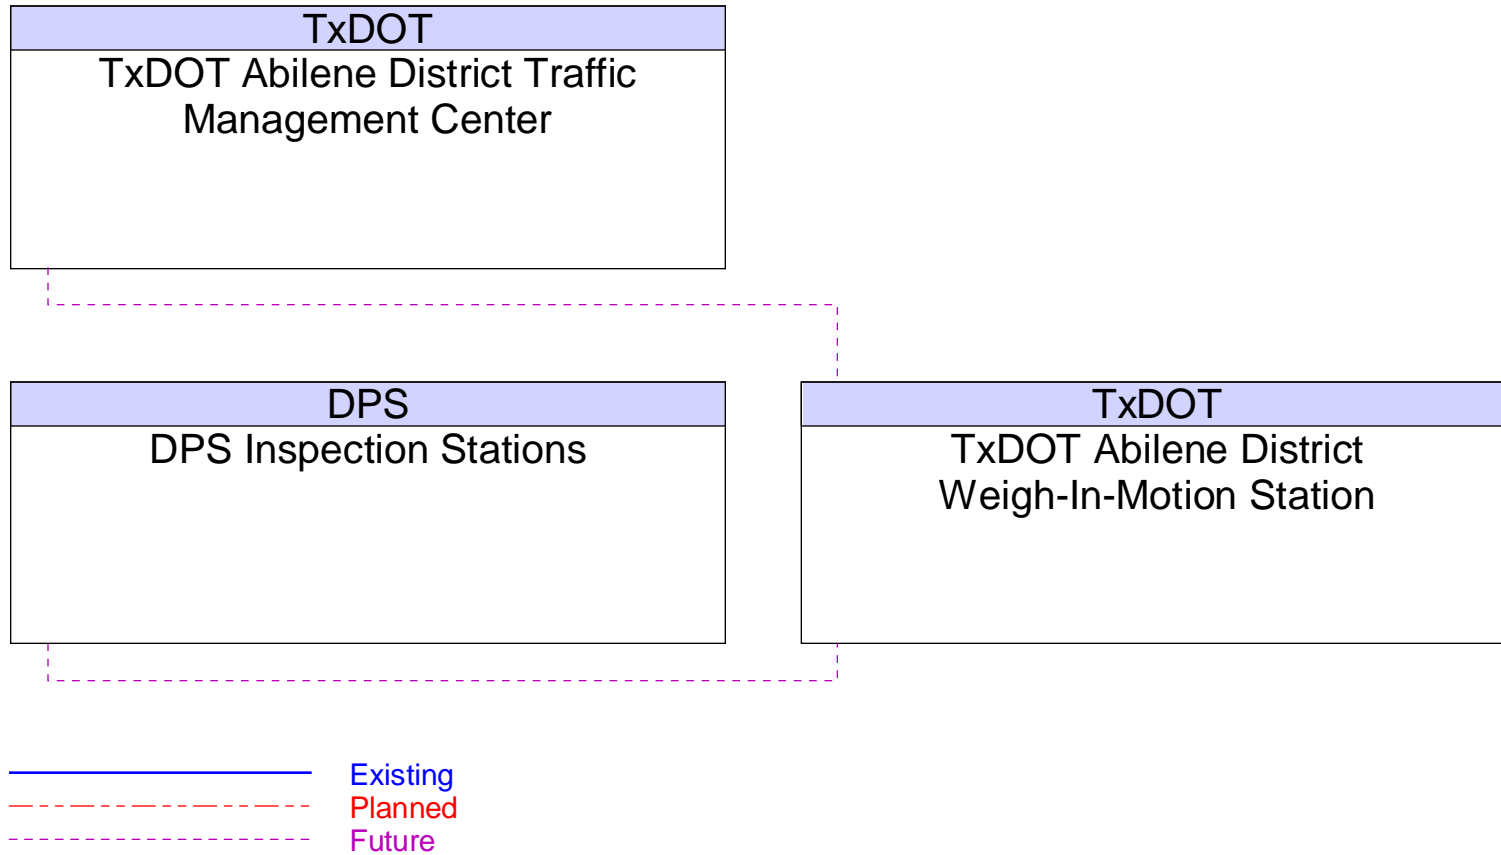 TxDOT
TxDOT Abilene District Traffic
Management Center
DPS
DPS Inspection Stations
TxDOT
TxDOT Abilene District
Weigh-In-Motion Station
Existing
Planned
Future